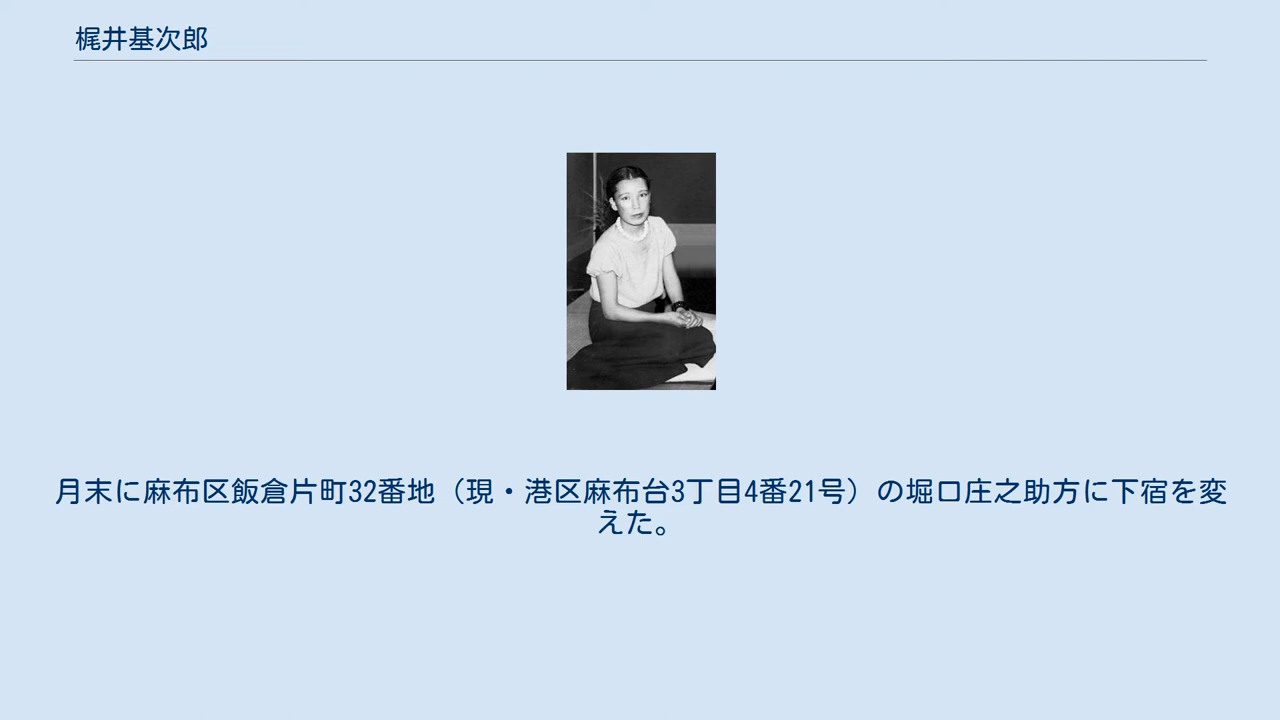 梶井基次郎
月末に麻布区飯倉片町32番地（現・港区麻布台3丁目4番21号）の堀口庄之助方に下宿を変
えた。